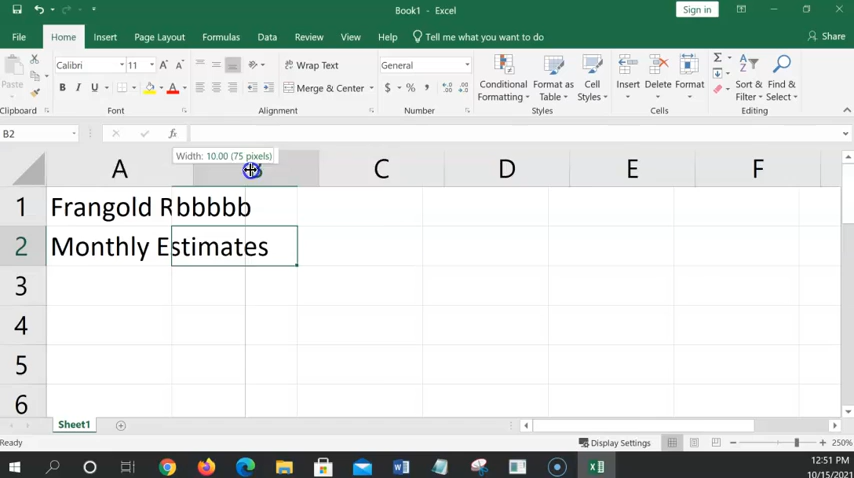 Book1 - Excel
Sign in
File Home Insert Page Layout Formulas Data Review View Help Tell me what you want to do Share
Paste
Calibri 11
B I U
Wrap Text
Merge & Center
General
$ % ,
Conditional Formatting
Format as Table
Cell Styles
Insert
Delete
Format
Sort & Filter
Find & Select
Clipboard Font Alignment Number Styles Cells Editing
B2
fx
Width: 10.00 (75 pixels)
A B C D E F
1 Frangold Rbbbbb
2 Monthly Estimates
3
4
5
6
Sheet1
Ready Display Settings 250%
12:51 PM
10/15/2021